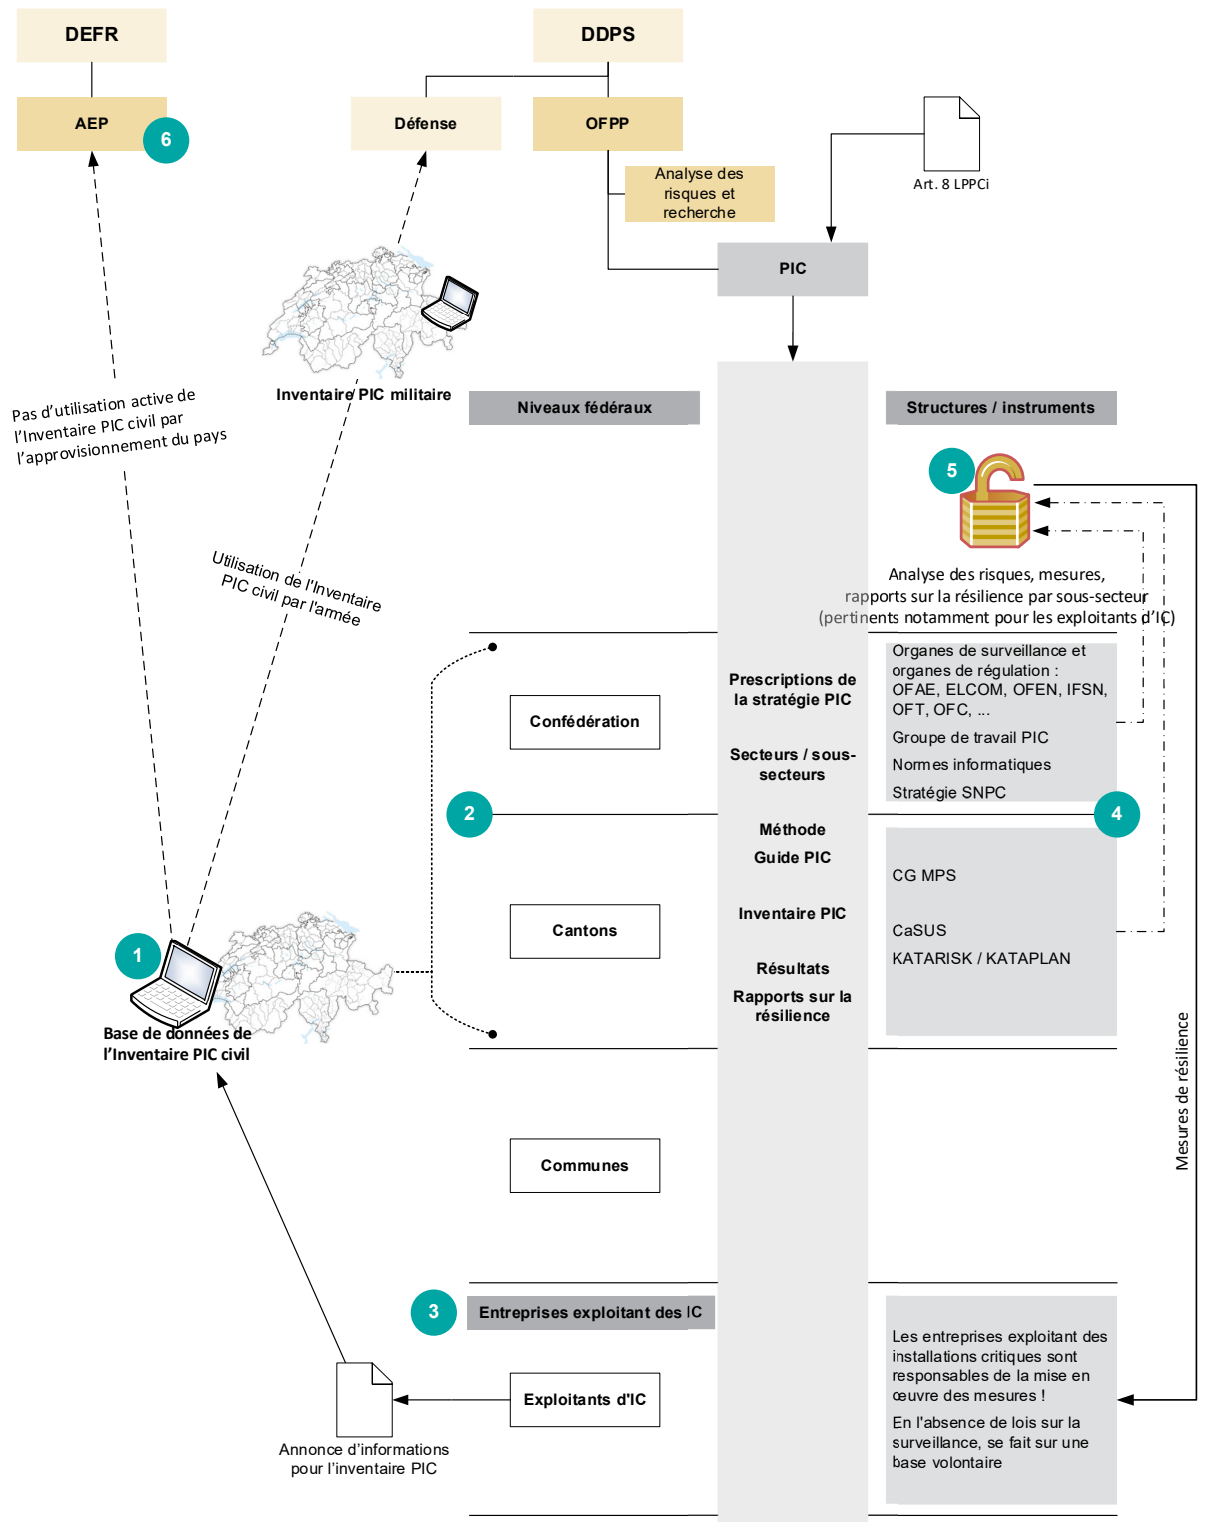 DEFR
DDPS
AEP
6
Défense
OFPP
Analyse des
risques et
recherche
Art. 8 LPPCi
PIC
Inventaire PIC militaire
Niveaux fédéraux
Structures / instruments
Pas d'utilisation active de
l'Inventaire PIC civil par
l'approvisionnement du pays
5
Utilisation de l'Inventaire
PIC civil par l'armée
Analyse des risques, mesures,
rapports sur la résilience par sous-secteur
(pertinents notamment pour les exploitants d'IC)
Organes de surveillance et
organes de régulation :
OFAE, ELCOM, OFEN, IFSN,
OFT, OFC, ...
Groupe de travail PIC
Normes informatiques
Stratégie SNPC
Confédération
Prescriptions de
la stratégie PIC
Secteurs / sous-
secteurs
2
4
Méthode
Guide PIC
Inventaire PIC
Résultats
Rapports sur la
résilience
Cantons
CG MPS
CaSUS
KATARISK / KATAPLAN
1
Base de données de
l'Inventaire PIC civil
Mesures de résilience
Communes
3
Entreprises exploitant des IC
Exploitants d'IC
Annonce d'informations
pour l'inventaire PIC
Les entreprises exploitant des
installations critiques sont
responsables de la mise en
œuvre des mesures !
En l'absence de lois sur la
surveillance, se fait sur une
base volontaire